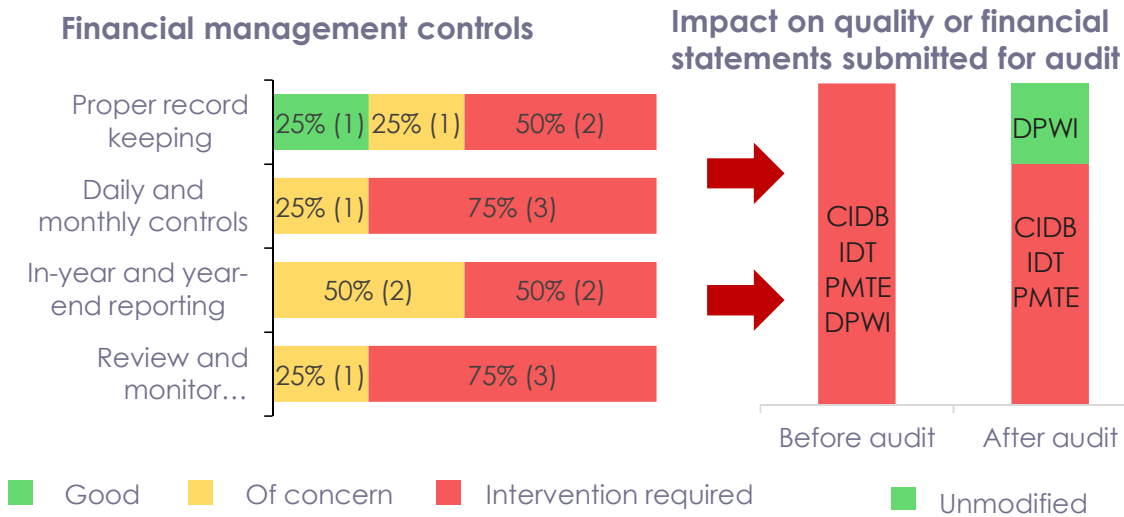 Financial management controls
Impact on quality or financial
statements submitted for audit
Proper record
keeping
25% (1) 25% (1) 50% (2)
Daily and
monthly controls
25% (1) 75% (3)
In-year and year-
end reporting
50% (2) 50% (2)
Review and
monitor…
25% (1) 75% (3)
CIDB
IDT
PMTE
DPWI
DPWI
CIDB
IDT
PMTE
Before audit After audit
Good Of concern Intervention required Unmodified